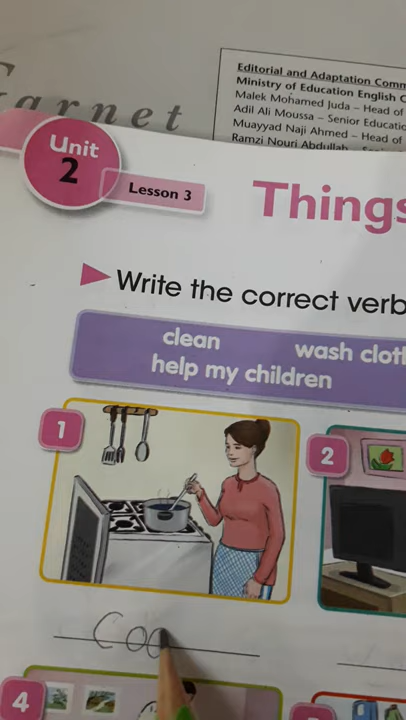 arnet
Editorial and Adaptation Comm
Ministry of Education English C
Malek Mohamed Juda – Head of
Adil Ali Moussa – Senior Educatio
Muayyad Naji Ahmed – Head of
Ramzi Nouri Abdullah
Unit
2
Lesson 3
Things
Write the correct verb
clean wash cloth
help my children
1
2
Coo
4